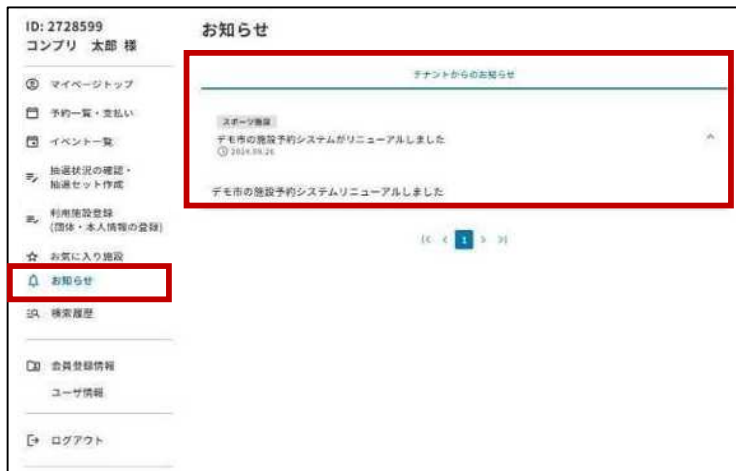 ID: 2728599
コンプリ 太郎 様
マイページトップ
予約一覧・支払い
イベント一覧
抽選状況の確認・
抽選セット作成
利用施設登録
(団体・本人情報の登録)
お気に入り施設
お知らせ
検索履歴
会員登録情報
ユーザ情報
ログアウト
お知らせ
テナントからのお知らせ
スポーツ施設
デモ市の施設予約システムがリニューアルしました
2024.09.26
デモ市の施設予約システムリニューアルしました
1